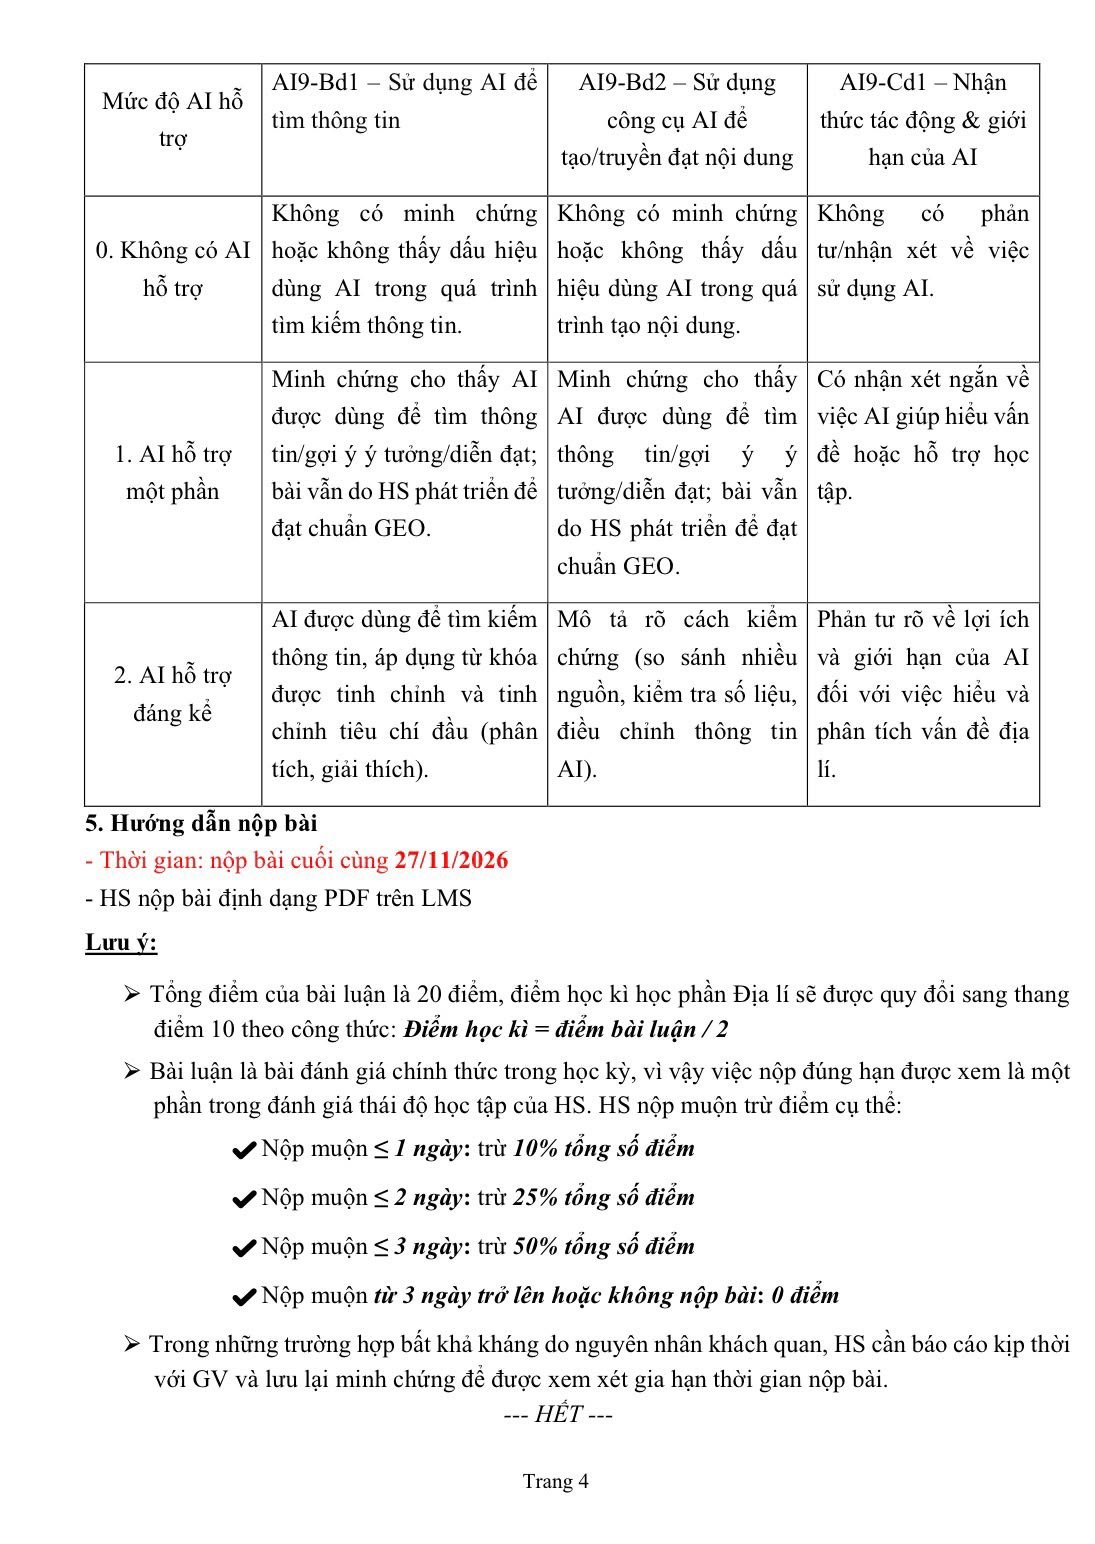 Mức độ AI hỗ
trợ
AI9-Bd1 – Sử dụng AI để
tìm thông tin
AI9-Bd2 – Sử dụng
công cụ AI để
tạo/truyền đạt nội dung
AI9-Cd1 – Nhận
thức tác động & giới
hạn của AI
0. Không có AI
hỗ trợ
Không có minh chứng
hoặc không thấy dấu hiệu
dùng AI trong quá trình
tìm kiếm thông tin.
Không có minh chứng
hoặc không thấy dấu
hiệu dùng AI trong quá
trình tạo nội dung.
Không có phản
tư/nhận xét về việc
sử dụng AI.
1. AI hỗ trợ
một phần
Minh chứng cho thấy AI
được dùng để tìm thông
tin/gợi ý ý tưởng/diễn đạt;
bài vẫn do HS phát triển để
đạt chuẩn GEO.
Minh chứng cho thấy
AI được dùng để tìm
thông tin/gợi ý ý
tưởng/diễn đạt; bài vẫn
do HS phát triển để đạt
chuẩn GEO.
Có nhận xét ngắn về
việc AI giúp hiểu vấn
đề hoặc hỗ trợ học
tập.
2. AI hỗ trợ
đáng kể
AI được dùng để tìm kiếm
thông tin, áp dụng từ khóa
được tinh chỉnh và tinh
chỉnh tiêu chí đầu (phân
tích, giải thích).
Mô tả rõ cách kiểm
chứng (so sánh nhiều
nguồn, kiểm tra số liệu,
điều chỉnh thông tin
AI).
Phản tư rõ về lợi ích
và giới hạn của AI
đối với việc hiểu và
phân tích vấn đề địa
lí.
5. Hướng dẫn nộp bài
- Thời gian: nộp bài cuối cùng 27/11/2026
- HS nộp bài định dạng PDF trên LMS
Lưu ý:
➢ Tổng điểm của bài luận là 20 điểm, điểm học kì học phần Địa lí sẽ được quy đổi sang thang
điểm 10 theo công thức: Điểm học kì = điểm bài luận / 2
➢ Bài luận là bài đánh giá chính thức trong học kỳ, vì vậy việc nộp đúng hạn được xem là một
phần trong đánh giá thái độ học tập của HS. HS nộp muộn trừ điểm cụ thể:
✔ Nộp muộn ≤ 1 ngày: trừ 10% tổng số điểm
✔ Nộp muộn ≤ 2 ngày: trừ 25% tổng số điểm
✔ Nộp muộn ≤ 3 ngày: trừ 50% tổng số điểm
✔ Nộp muộn từ 3 ngày trở lên hoặc không nộp bài: 0 điểm
➢ Trong những trường hợp bất khả kháng do nguyên nhân khách quan, HS cần báo cáo kịp thời
với GV và lưu lại minh chứng để được xem xét gia hạn thời gian nộp bài.
--- HẾT ---
Trang 4